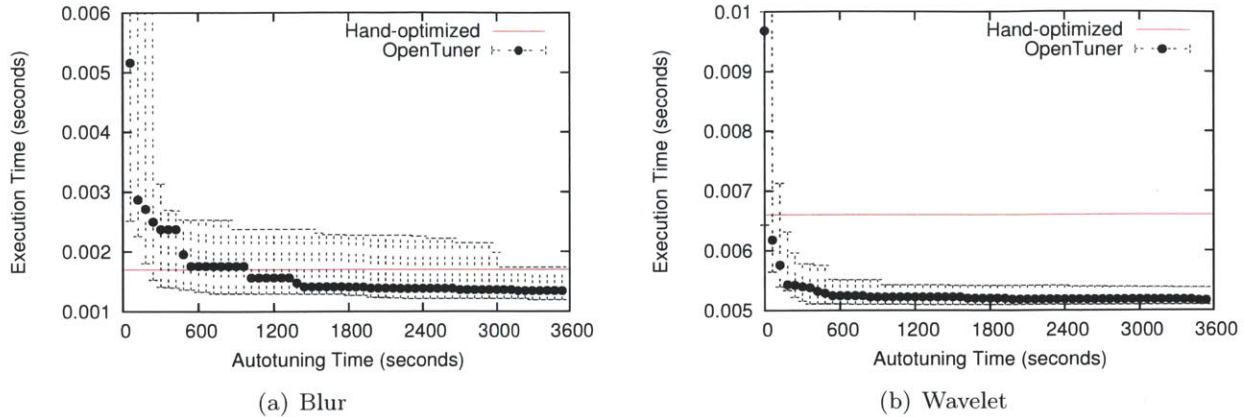 0.006
0.005
0.004
0.003
0.002
0.001
Execution Time (seconds)
Hand-optimized
OpenTuner
0 600 1200 1800 2400 3000 3600
Autotuning Time (seconds)
(a) Blur
0.01
0.009
0.008
0.007
0.006
0.005
Execution Time (seconds)
Hand-optimized
OpenTuner
0 600 1200 1800 2400 3000 3600
Autotuning Time (seconds)
(b) Wavelet